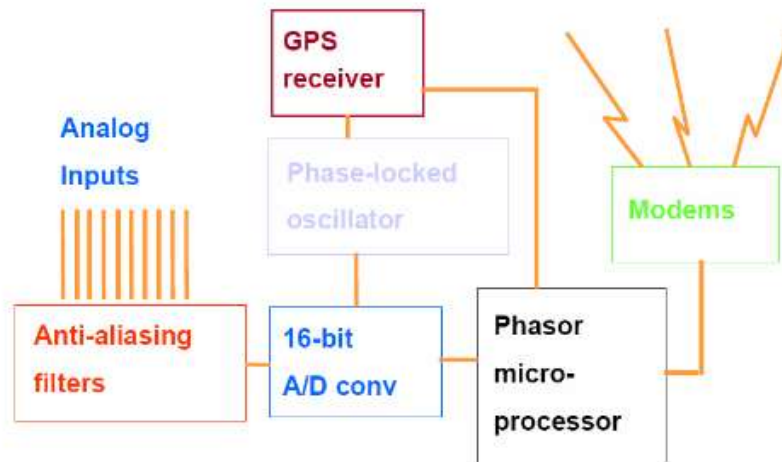 GPS
receiver
Analog
Inputs
Phase-locked
oscillator
Modems
Anti-aliasing
filters
16-bit
A/D conv
Phasor
micro-
processor